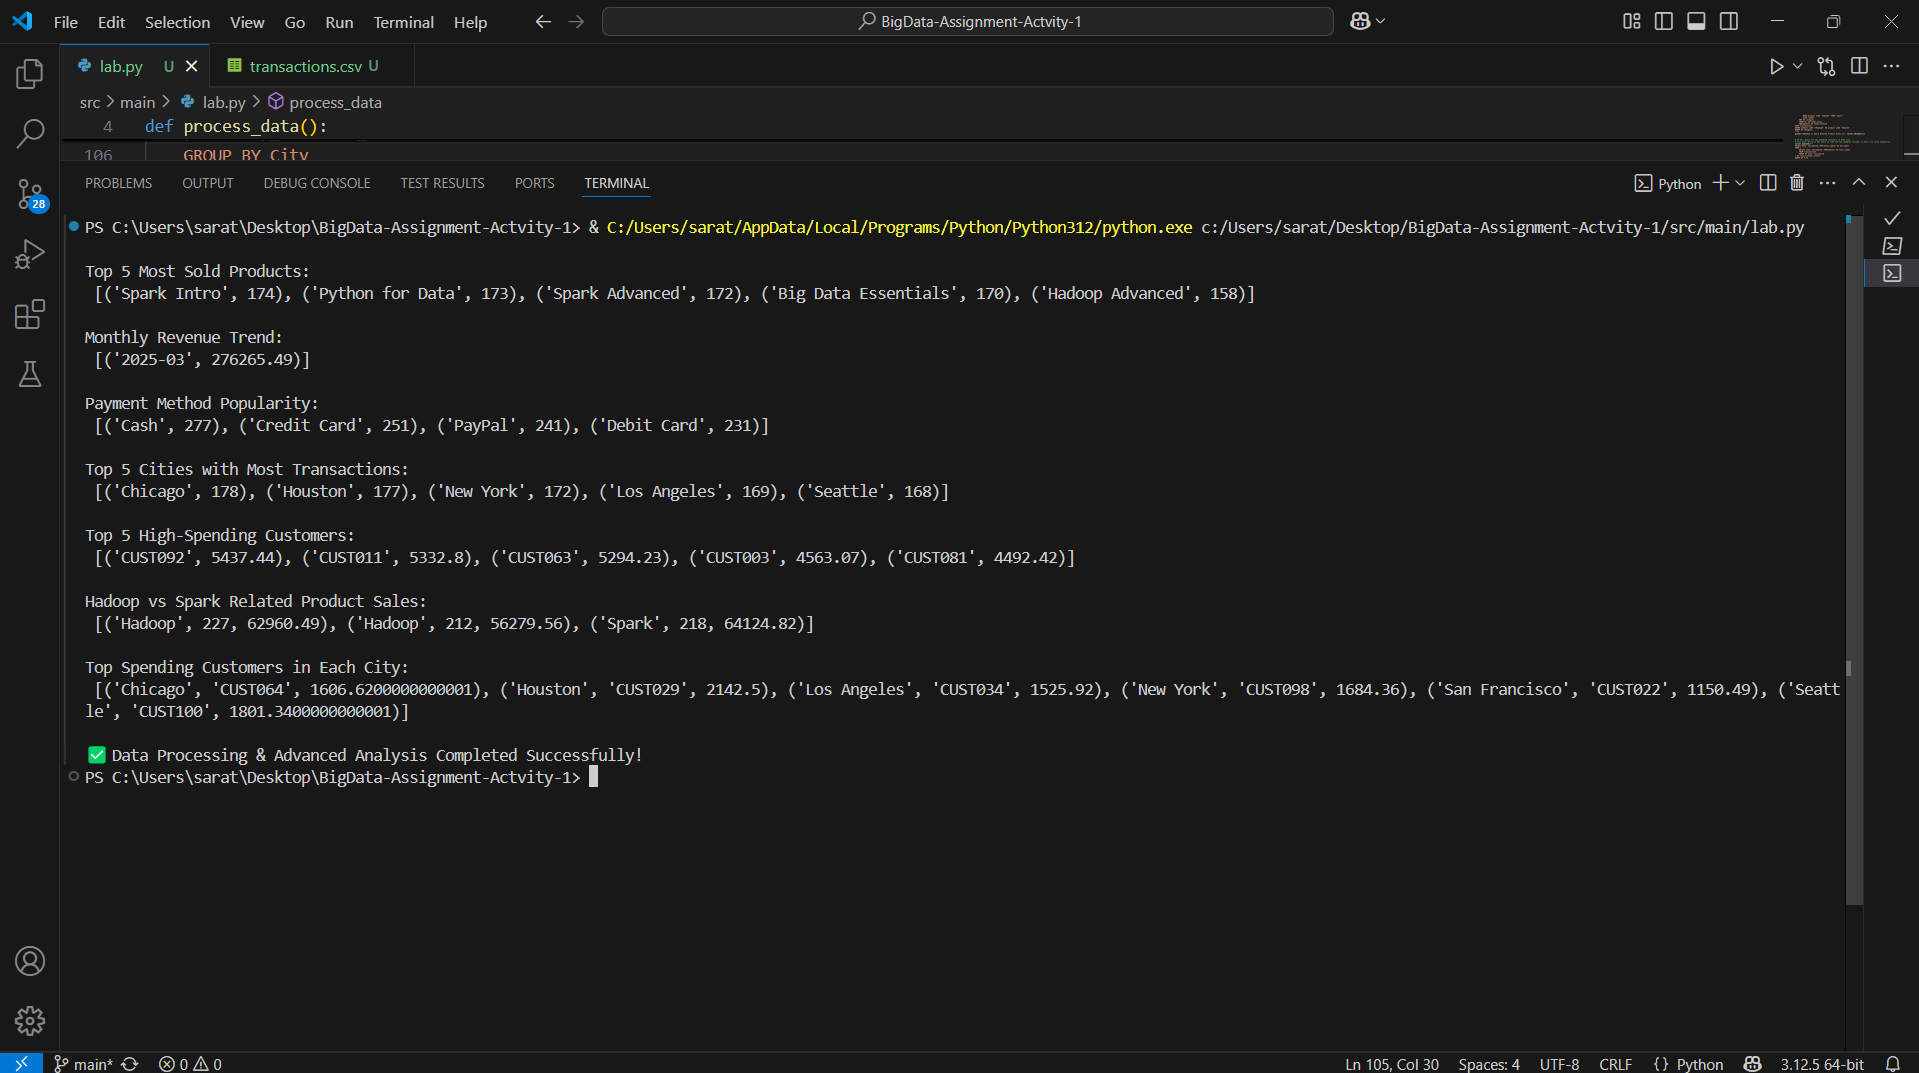 File Edit Selection View Go Run Terminal Help BigData-Assignment-Actvity-1
lab.py U transactions.csv U
src > main > lab.py > process_data
4 def process_data():
106 GROUP BY City
PROBLEMS OUTPUT DEBUG CONSOLE TEST RESULTS PORTS TERMINAL Python
28
PS C:\Users\sarat\Desktop\BigData-Assignment-Actvity-1> & C:/Users/sarat/AppData/Local/Programs/Python/Python312/python.exe c:/Users/sarat/Desktop/BigData-Assignment-Actvity-1/src/main/lab.py
Top 5 Most Sold Products:
[('Spark Intro', 174), ('Python for Data', 173), ('Spark Advanced', 172), ('Big Data Essentials', 170), ('Hadoop Advanced', 158)]
Monthly Revenue Trend:
[('2025-03', 276265.49)]
Payment Method Popularity:
[('Cash', 277), ('Credit Card', 251), ('PayPal', 241), ('Debit Card', 231)]
Top 5 Cities with Most Transactions:
[('Chicago', 178), ('Houston', 177), ('New York', 172), ('Los Angeles', 169), ('Seattle', 168)]
Top 5 High-Spending Customers:
[('CUST092', 5437.44), ('CUST011', 5332.8), ('CUST063', 5294.23), ('CUST003', 4563.07), ('CUST081', 4492.42)]
Hadoop vs Spark Related Product Sales:
[('Hadoop', 227, 62960.49), ('Hadoop', 212, 56279.56), ('Spark', 218, 64124.82)]
Top Spending Customers in Each City:
[('Chicago', 'CUST064', 1606.6200000000001), ('Houston', 'CUST029', 2142.5), ('Los Angeles', 'CUST034', 1525.92), ('New York', 'CUST098', 1684.36), ('San Francisco', 'CUST022', 1150.49), ('Seatt
le', 'CUST100', 1801.3400000000001)]
✅ Data Processing & Advanced Analysis Completed Successfully!
PS C:\Users\sarat\Desktop\BigData-Assignment-Actvity-1>
main* 0 0 Ln 105, Col 30 Spaces: 4 UTF-8 CRLF {} Python 3.12.5 64-bit